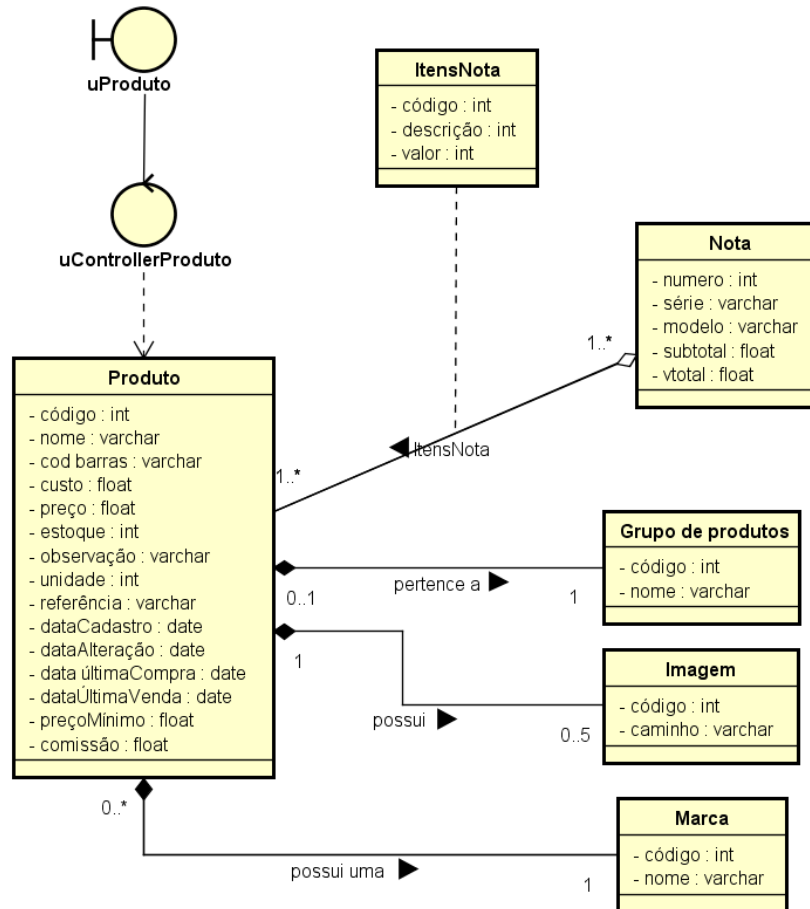 uProduto
uControllerProduto
ItensNota
- código : int
- descrição : int
- valor : int
Nota
- numero : int
- série : varchar
- modelo : varchar
- subtotal : float
- vtotal : float
1..*
ItensNota
1..*
Produto
- código : int
- nome : varchar
- cod barras : varchar
- custo : float
- preço : float
- estoque : int
- observação : varchar
- unidade : int
- referência : varchar
- dataCadastro : date
- dataAlteração : date
- data últimaCompra : date
- dataÚltimaVenda : date
- preçoMínimo : float
- comissão : float
0..1
pertence a
1
Grupo de produtos
- código : int
- nome : varchar
1
possui
0..5
Imagem
- código : int
- caminho : varchar
0..*
possui uma
1
Marca
- código : int
- nome : varchar